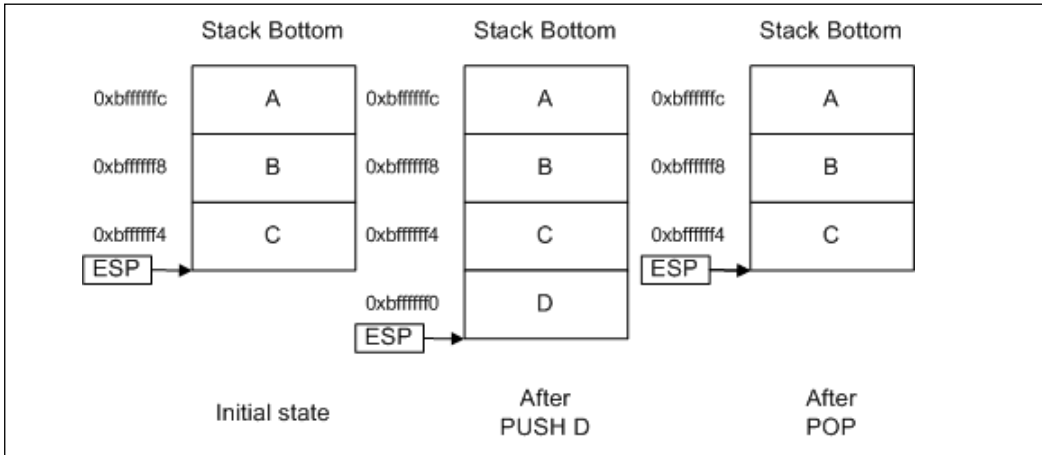 Stack Bottom
0xbffffffc
A
0xbffffff8
B
0xbffffff4
C
ESP
Initial state
Stack Bottom
0xbffffffc
A
0xbffffff8
B
0xbffffff4
C
0xbffffff0
D
ESP
After
PUSH D
Stack Bottom
0xbffffffc
A
0xbffffff8
B
0xbffffff4
C
ESP
After
POP